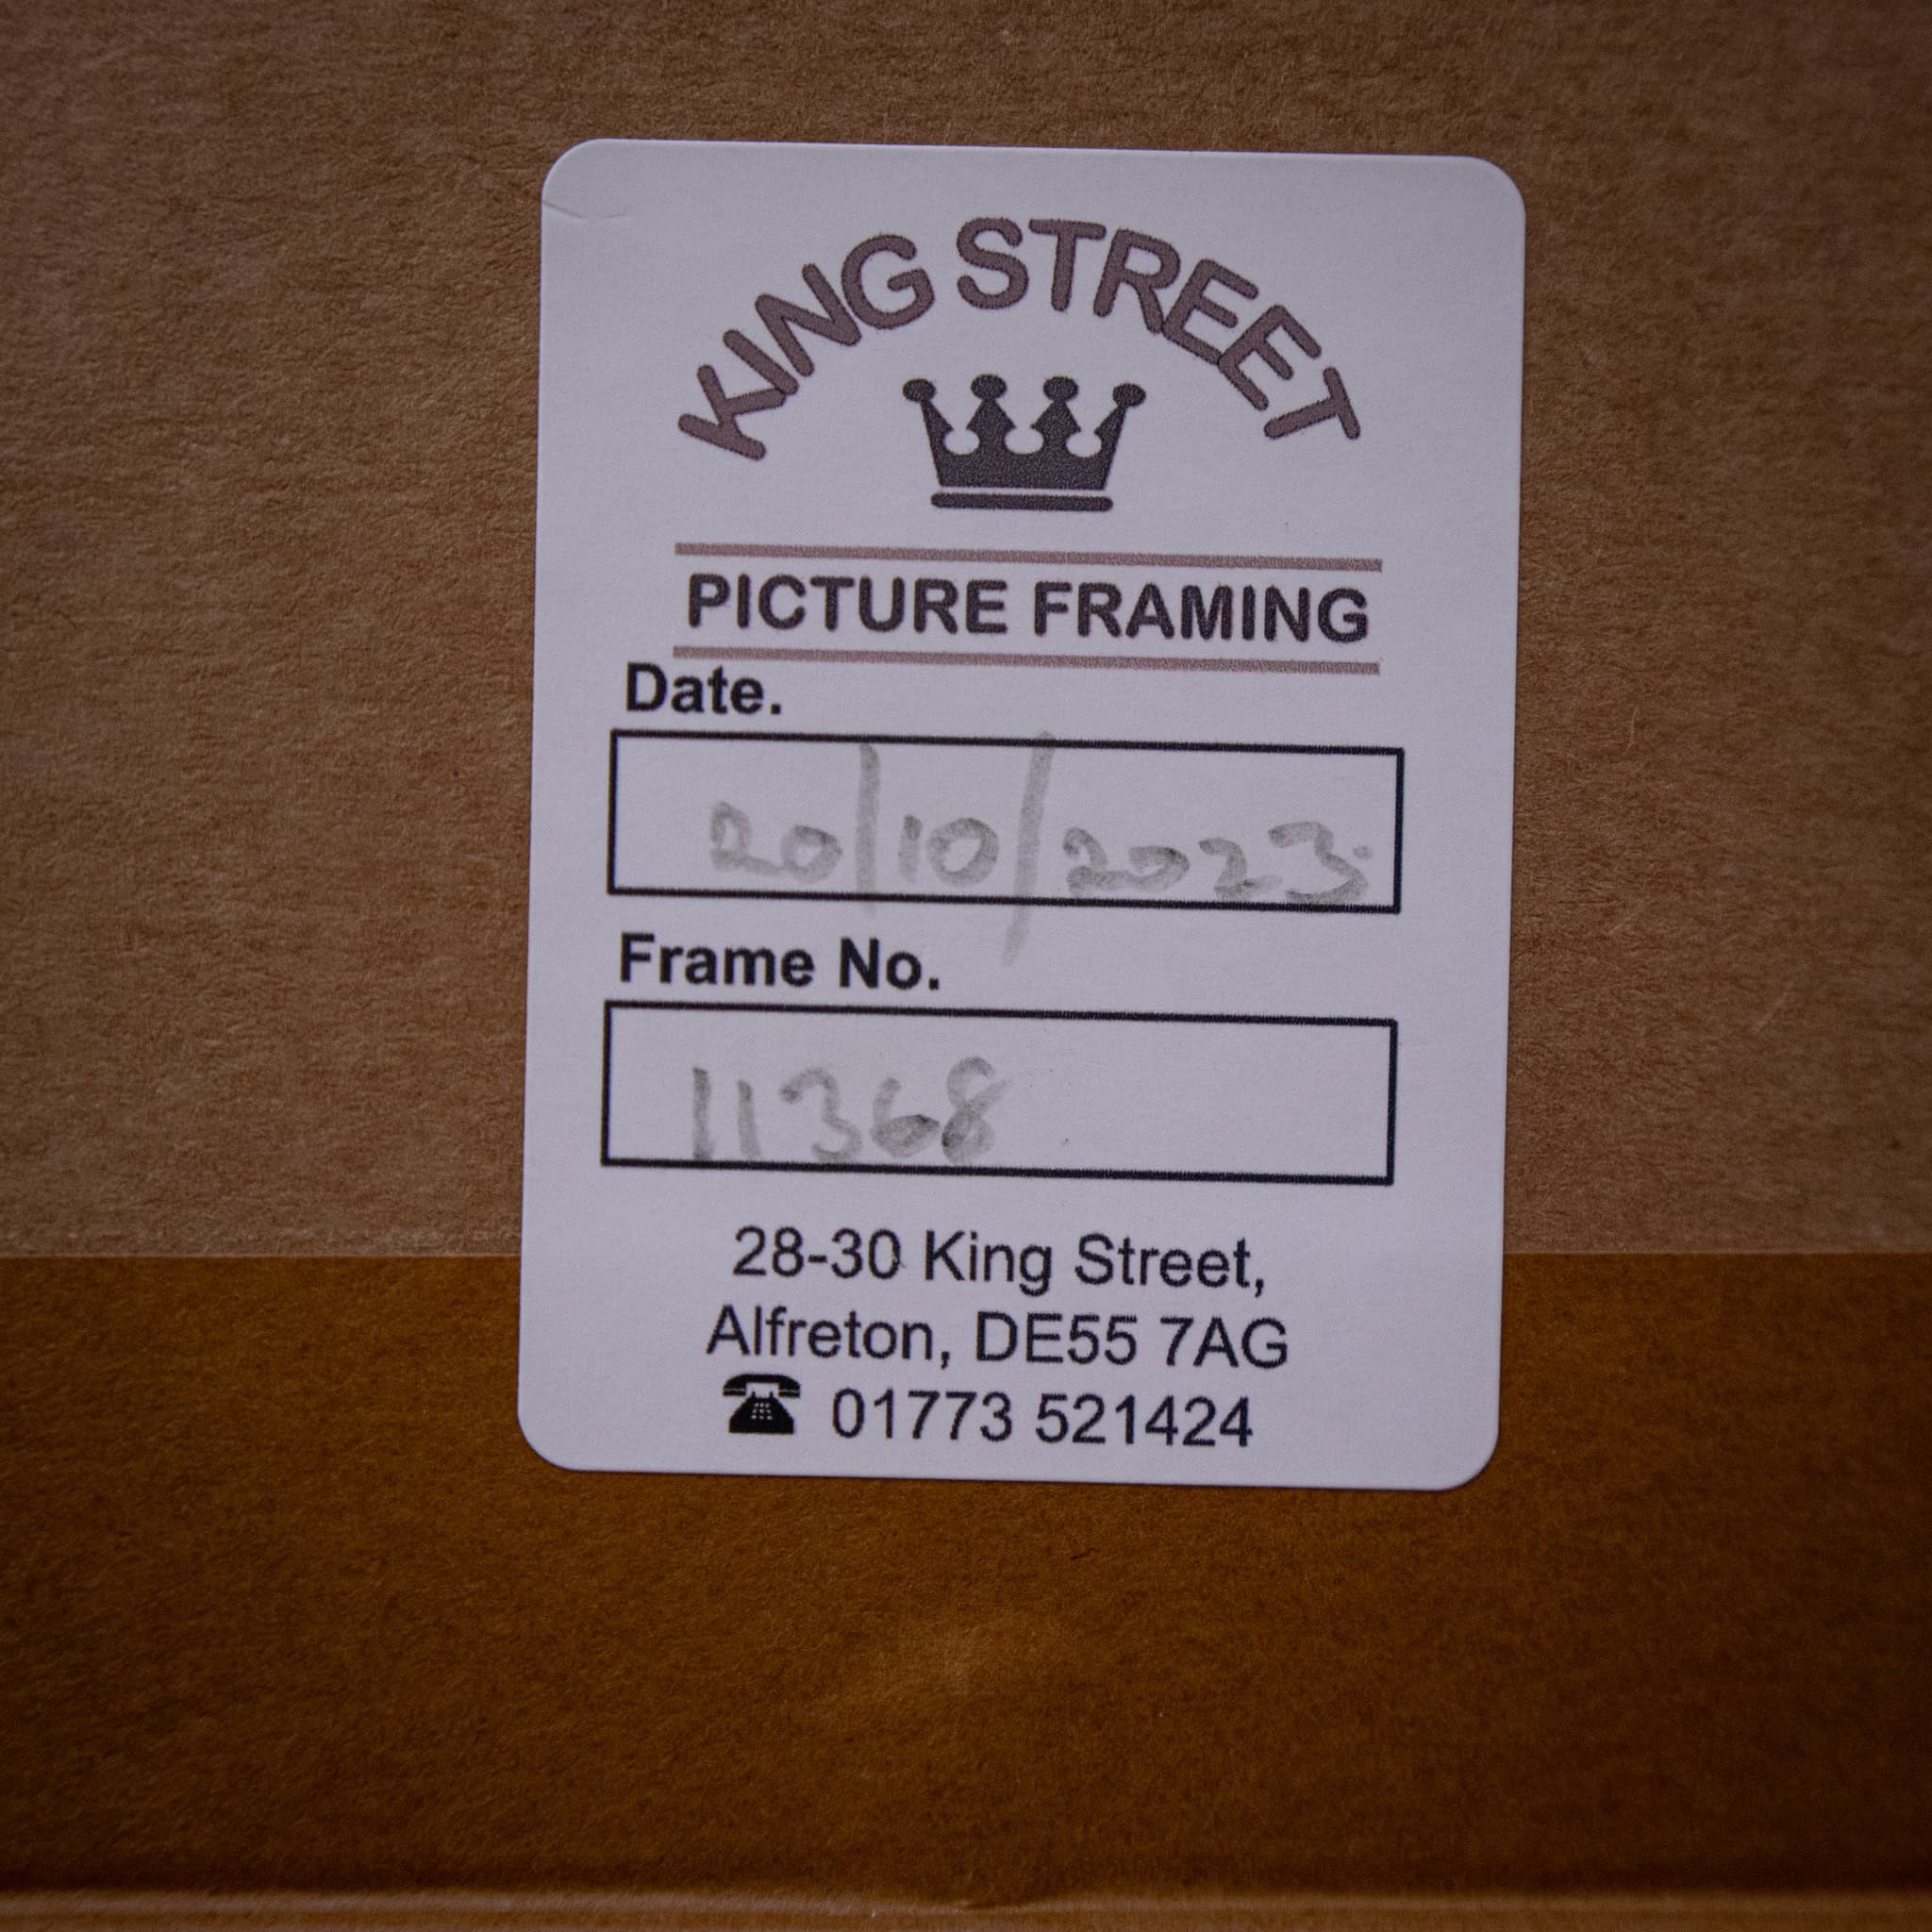 KING STREET
PICTURE FRAMING
Date.
20/10/2023
Frame No.
11368
28-30 King Street,
Alfreton, DE55 7AG
01773 521424